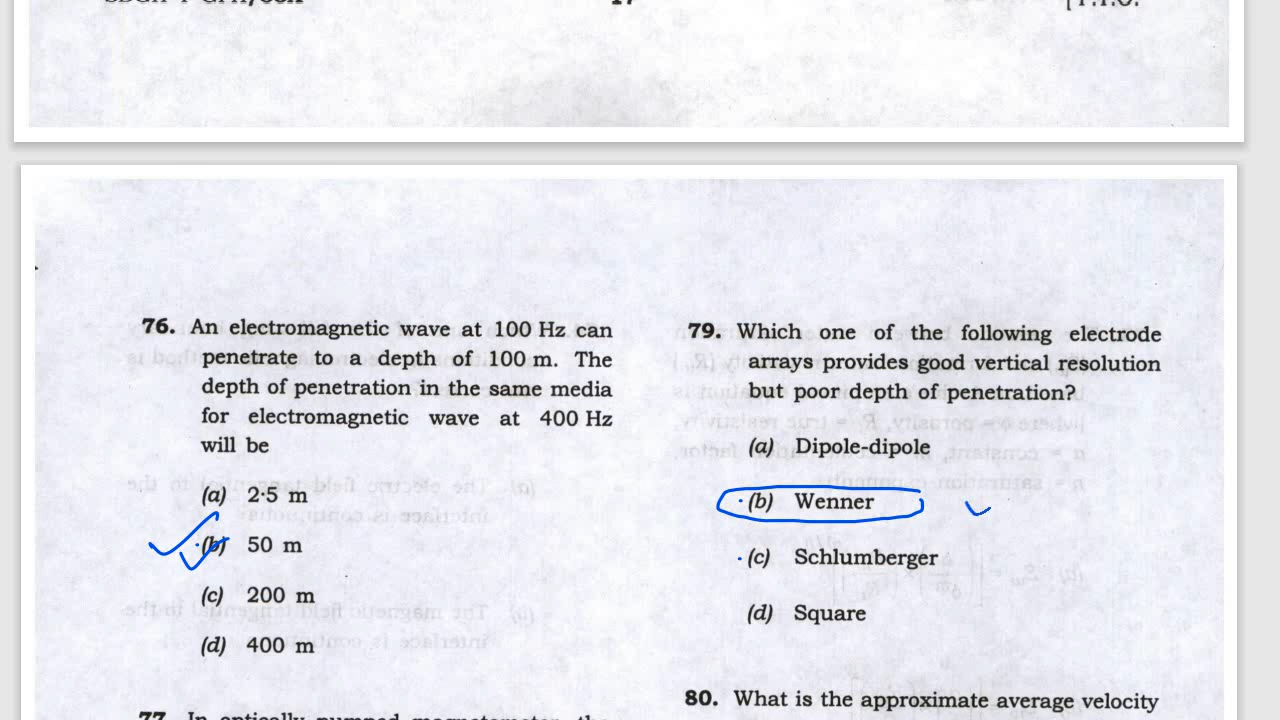 17
76. An electromagnetic wave at 100 Hz can
penetrate to a depth of 100 m. The
depth of penetration in the same media
for electromagnetic wave at 400 Hz
will be
(a) 2·5 m
(b) 50 m
(c) 200 m
(d) 400 m
79. Which one of the following electrode
arrays provides good vertical resolution
but poor depth of penetration?
(a) Dipole-dipole
(b) Wenner
(c) Schlumberger
(d) Square
80. What is the approximate average velocity